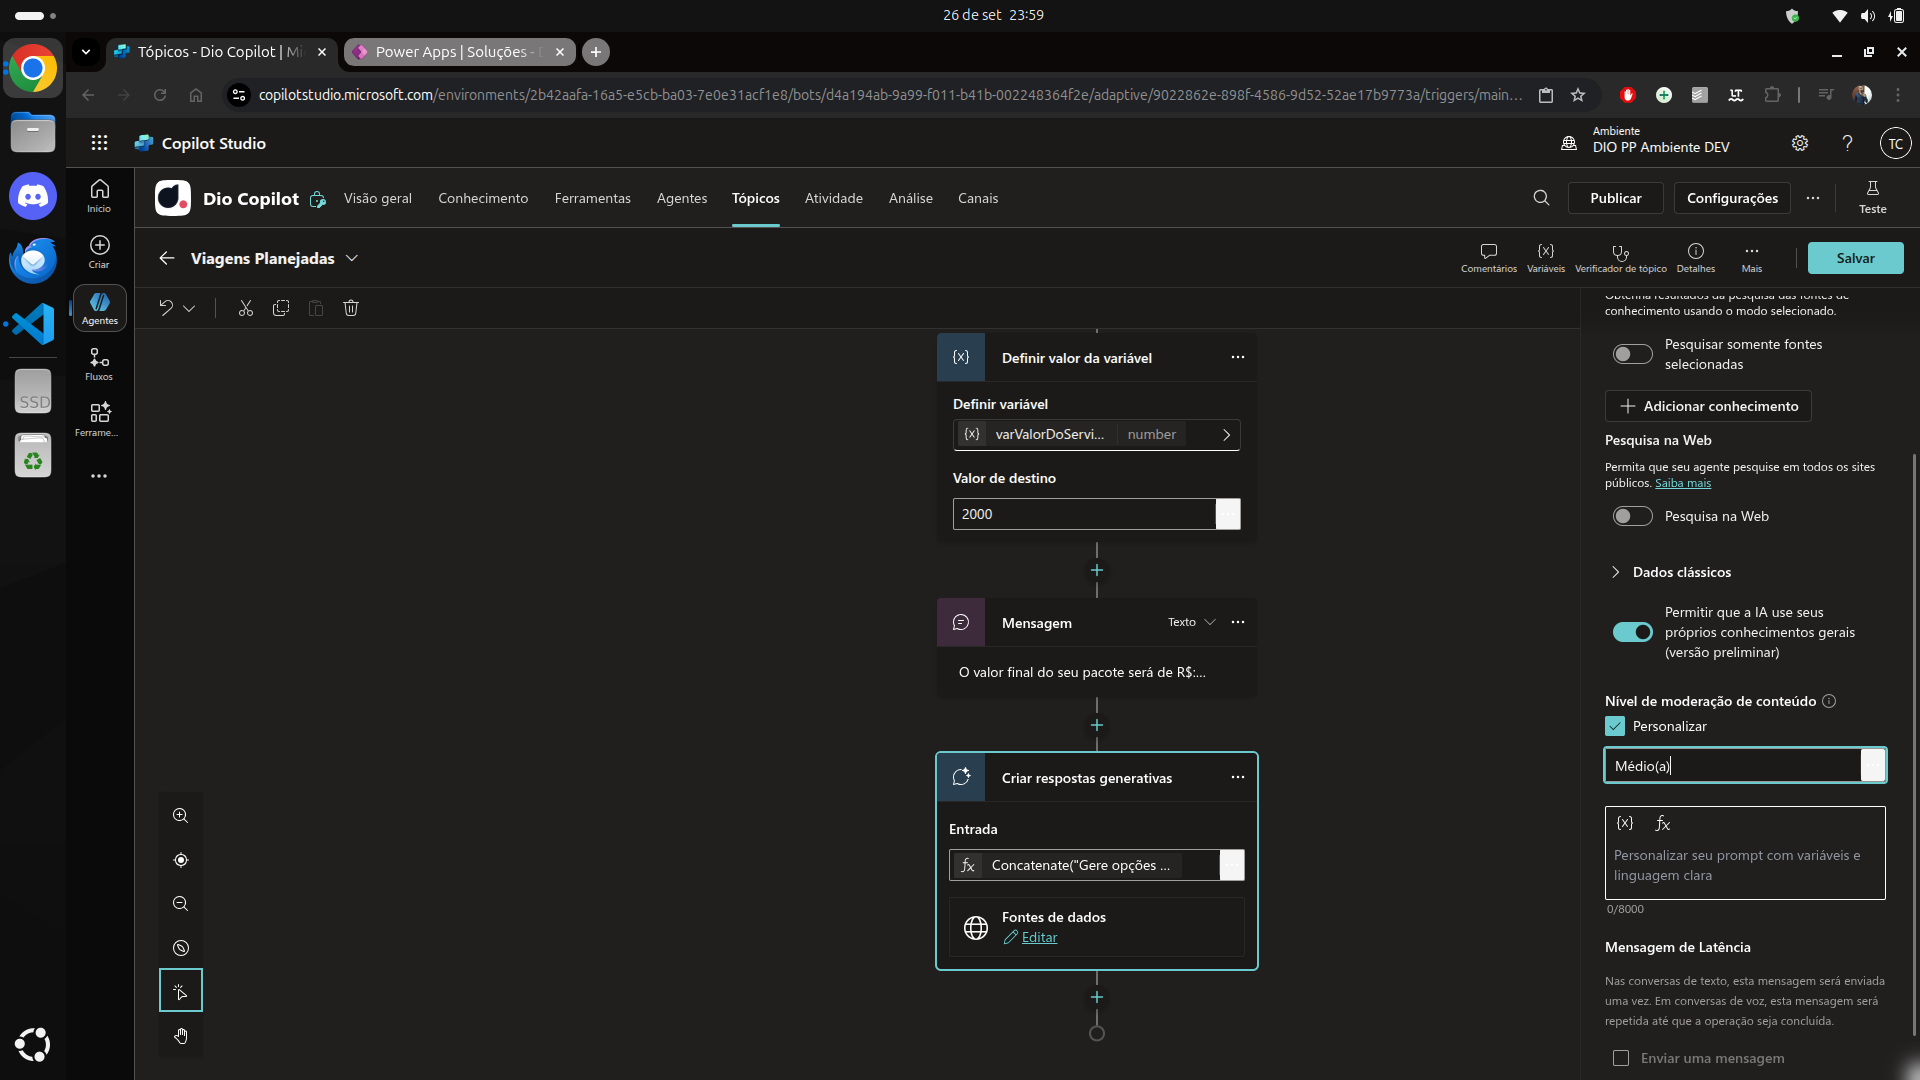 26 de set 23:59
Tópicos - Dio Copilot | Mi
Power Apps | Soluções - D
copilotstudio.microsoft.com/environments/2b42aafa-16a5-e5cb-ba03-7e0e31acf1e8/bots/d4a194ab-9a99-f011-b41b-002248364f2e/adaptive/9022862e-898f-4586-9d52-52ae17b9773a/triggers/main...
Copilot Studio
Ambiente
DIO PP Ambiente DEV
TC
Início
Criar
Agentes
Fluxos
Ferrame...
SSD
Dio Copilot
Visão geral
Conhecimento
Ferramentas
Agentes
Tópicos
Atividade
Análise
Canais
Publicar
Configurações
Teste
Viagens Planejadas
Comentários
Variáveis
Verificador de tópico
Detalhes
Mais
Salvar
{x} Definir valor da variável
Definir variável
{x} varValorDoServi... number
Valor de destino
2000
Mensagem
Texto
O valor final do seu pacote será de R$:...
Criar respostas generativas
Entrada
fx Concatenate("Gere opções ...
Fontes de dados
Editar
Obtenha resultados da pesquisa das fontes de
conhecimento usando o modo selecionado.
Pesquisar somente fontes
selecionadas
Adicionar conhecimento
Pesquisa na Web
Permita que seu agente pesquise em todos os sites
públicos. Saiba mais
Pesquisa na Web
Dados clássicos
Permitir que a IA use seus
próprios conhecimentos gerais
(versão preliminar)
Nível de moderação de conteúdo
Personalizar
Médio(a)
{x} fx
Personalizar seu prompt com variáveis e
linguagem clara
0/8000
Mensagem de Latência
Nas conversas de texto, esta mensagem será enviada
uma vez. Em conversas de voz, esta mensagem será
repetida até que a operação seja concluída.
Enviar uma mensagem